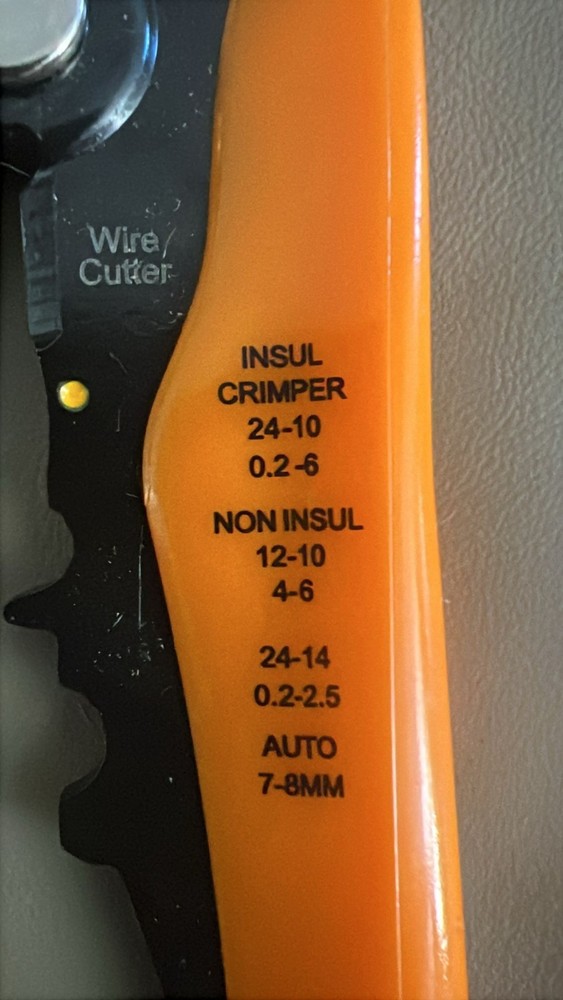 Wire
Cutter
INSUL
CRIMPER
24-10
0.2-6
NON INSUL
12-10
4-6
24-14
0.2-2.5
AUTO
7-8MM